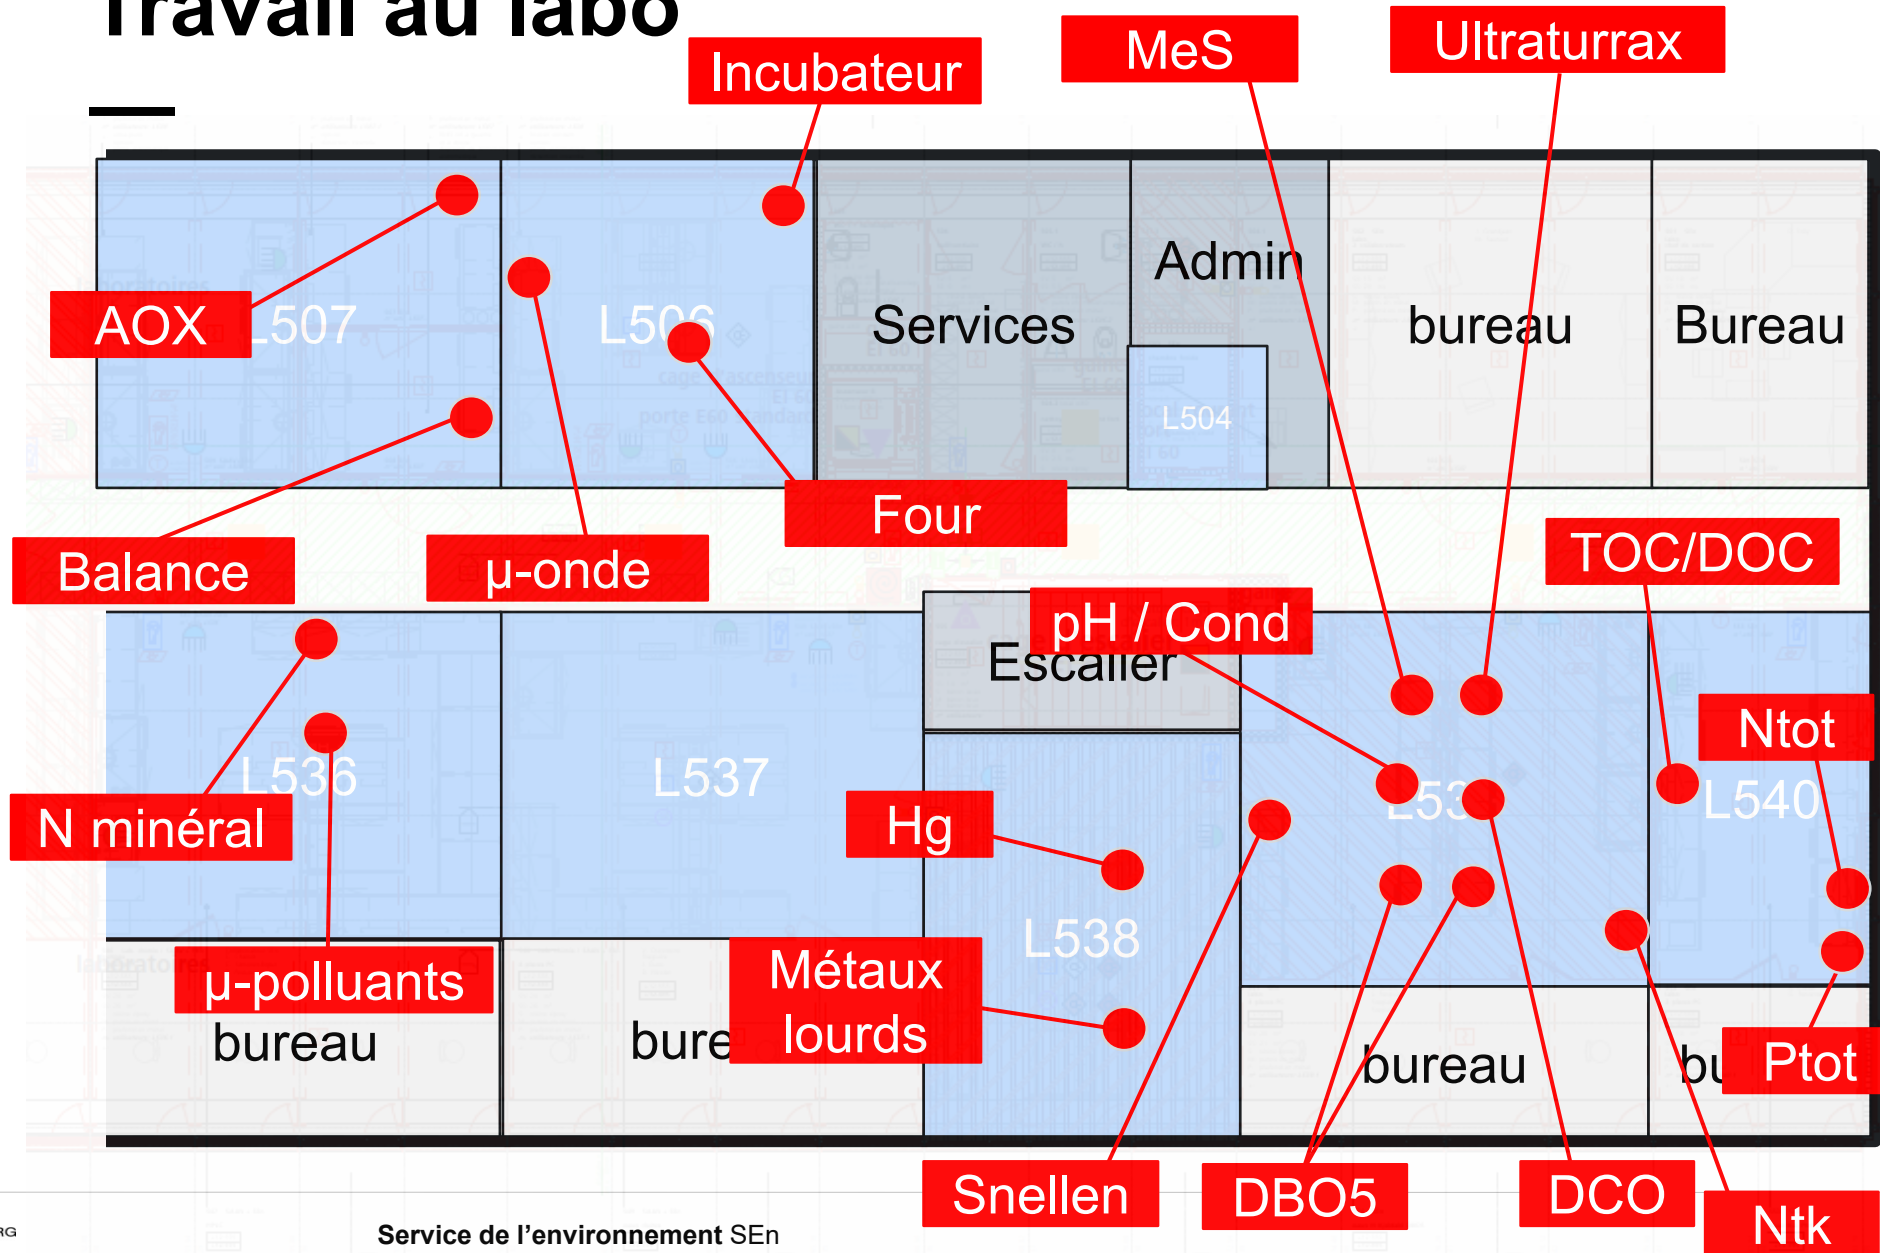 Travail au labo
Incubateur
MeS
Ultraturrax
AOX
L507
L506
Services
Admin
L504
bureau
Bureau
Balance
µ-onde
Four
TOC/DOC
pH / Cond
Escalier
Ntot
L536
L537
L540
N minéral
Hg
L538
µ-polluants
Métaux
lourds
bureau
bure
bureau
Ptot
Snellen
DBO5
DCO
Ntk
Service de l'environnement SEn